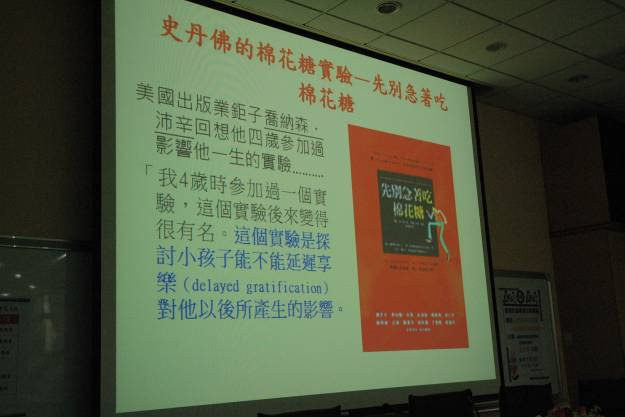 史丹佛的棉花糖實驗—先別急著吃
棉花糖
美國出版業鉅子喬納森．
沛辛回想他四歲參加過
影響他一生的實驗………
「我4歲時參加過一個實
驗，這個實驗後來變得
很有名。這個實驗是探
討小孩子能不能延遲享
樂（delayed gratification）
對他以後所產生的影響。
先別急著吃
棉花糖